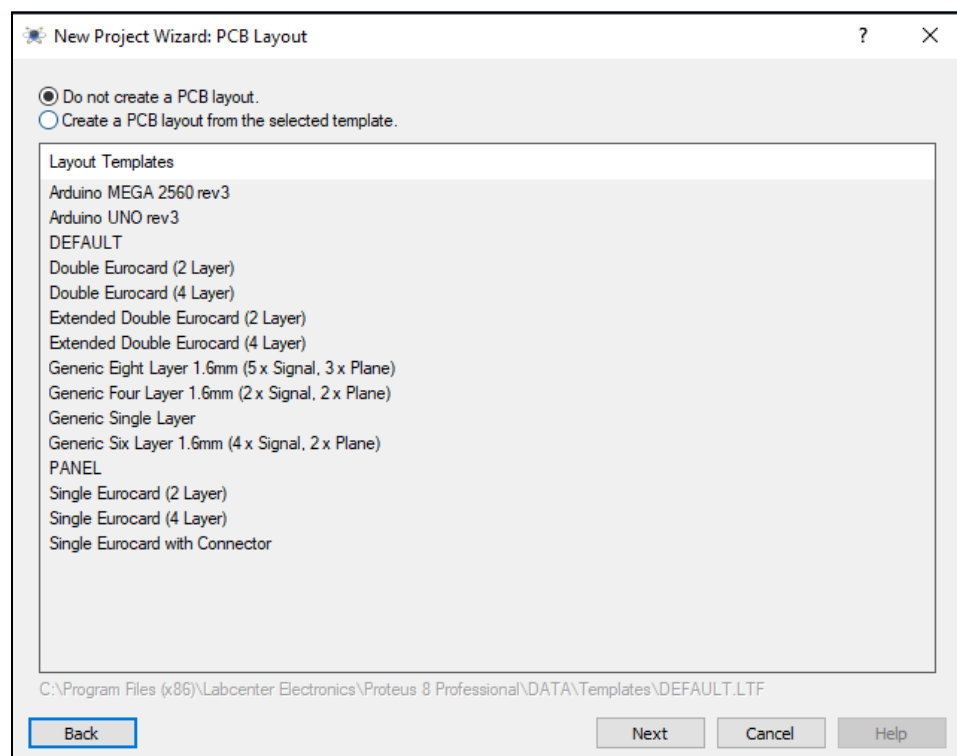 New Project Wizard: PCB Layout
Do not create a PCB layout.
Create a PCB layout from the selected template.
Layout Templates
Arduino MEGA 2560 rev3
Arduino UNO rev3
DEFAULT
Double Eurocard (2 Layer)
Double Eurocard (4 Layer)
Extended Double Eurocard (2 Layer)
Extended Double Eurocard (4 Layer)
Generic Eight Layer 1.6mm (5 x Signal, 3 x Plane)
Generic Four Layer 1.6mm (2 x Signal, 2 x Plane)
Generic Single Layer
Generic Six Layer 1.6mm (4 x Signal, 2 x Plane)
PANEL
Single Eurocard (2 Layer)
Single Eurocard (4 Layer)
Single Eurocard with Connector
C:\Program Files (x86)\Labcenter Electronics\Proteus 8 Professional\DATA\Templates\DEFAULT.LTF
Back Next Cancel Help